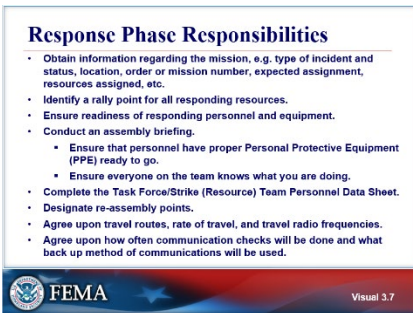 Response Phase Responsibilities
• Obtain information regarding the mission, e.g. type of incident and
status, location, order or mission number, expected assignment,
resources assigned, etc.
• Identify a rally point for all responding resources.
• Ensure readiness of responding personnel and equipment.
• Conduct an assembly briefing.
▪ Ensure that personnel have proper Personal Protective Equipment
(PPE) ready to go.
▪ Ensure everyone on the team knows what you are doing.
• Complete the Task Force/Strike (Resource) Team Personnel Data Sheet.
• Designate re-assembly points.
• Agree upon travel routes, rate of travel, and travel radio frequencies.
• Agree upon how often communication checks will be done and what
back up method of communications will be used.
FEMA
Visual 3.7